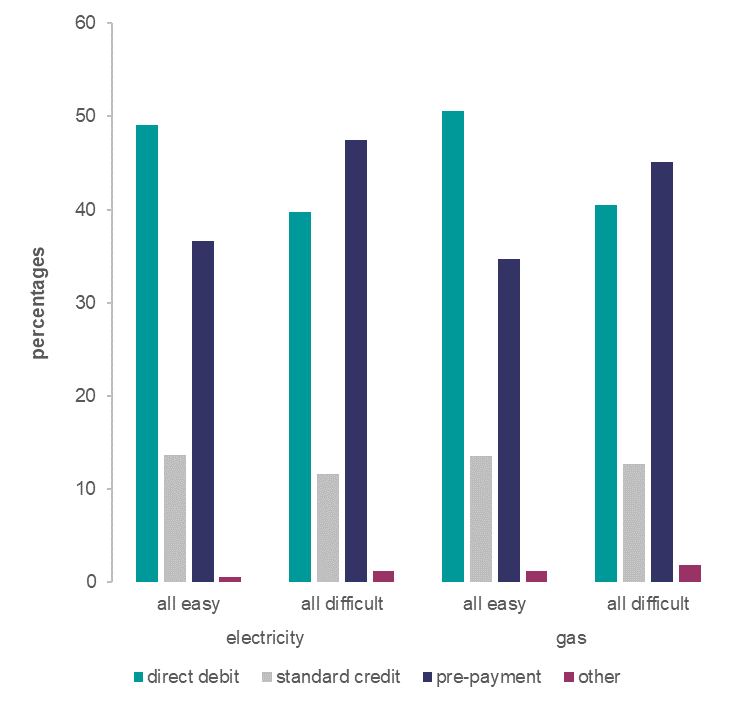 60
50
40
30
20
10
0
percentages
all easy all difficult all easy all difficult
electricity gas
direct debit standard credit pre-payment other